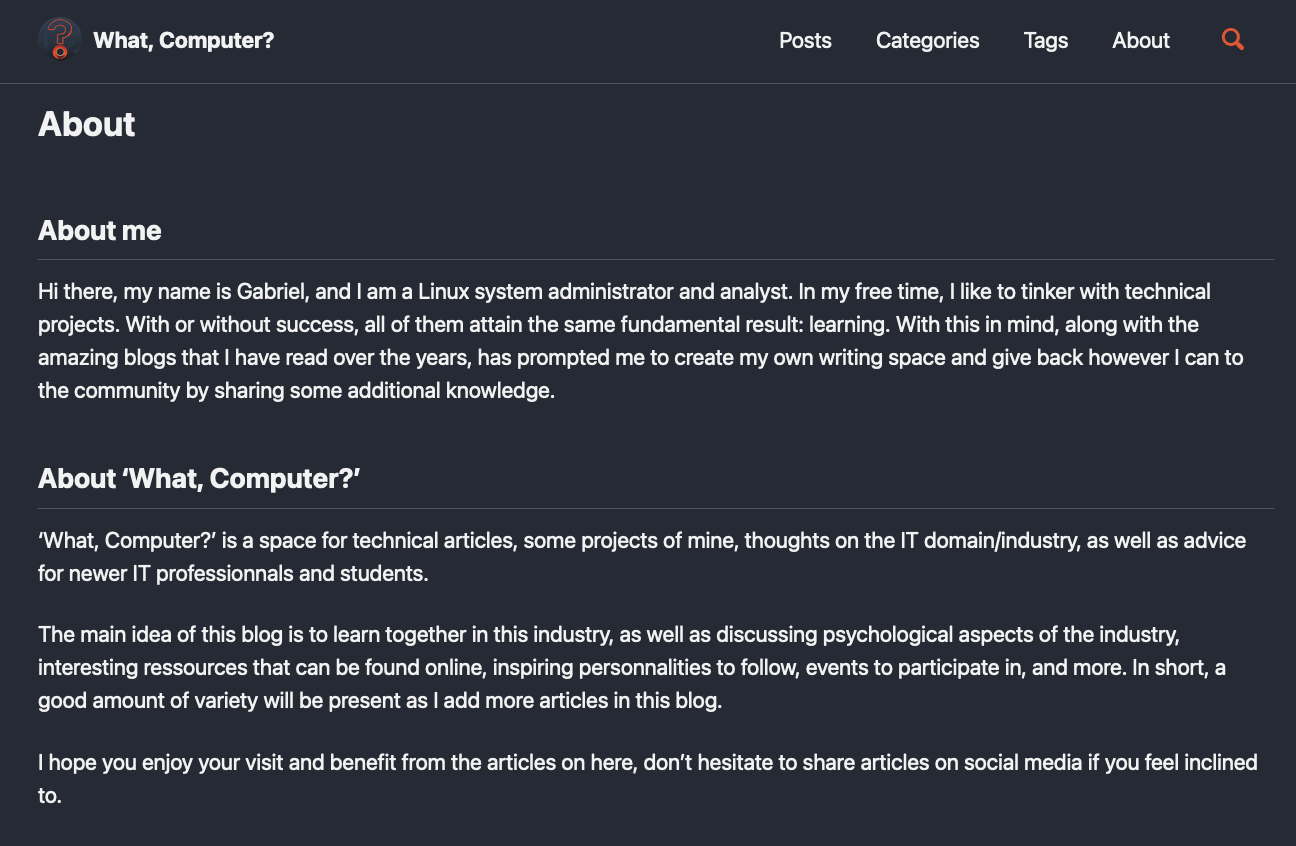 What, Computer?
Posts
Categories
Tags
About
About
About me
Hi there, my name is Gabriel, and I am a Linux system administrator and analyst. In my free time, I like to tinker with technical
projects. With or without success, all of them attain the same fundamental result: learning. With this in mind, along with the
amazing blogs that I have read over the years, has prompted me to create my own writing space and give back however I can to
the community by sharing some additional knowledge.
About ‘What, Computer?’
‘What, Computer?’ is a space for technical articles, some projects of mine, thoughts on the IT domain/industry, as well as advice
for newer IT professionnals and students.
The main idea of this blog is to learn together in this industry, as well as discussing psychological aspects of the industry,
interesting ressources that can be found online, inspiring personnalities to follow, events to participate in, and more. In short, a
good amount of variety will be present as I add more articles in this blog.
I hope you enjoy your visit and benefit from the articles on here, don’t hesitate to share articles on social media if you feel inclined
to.